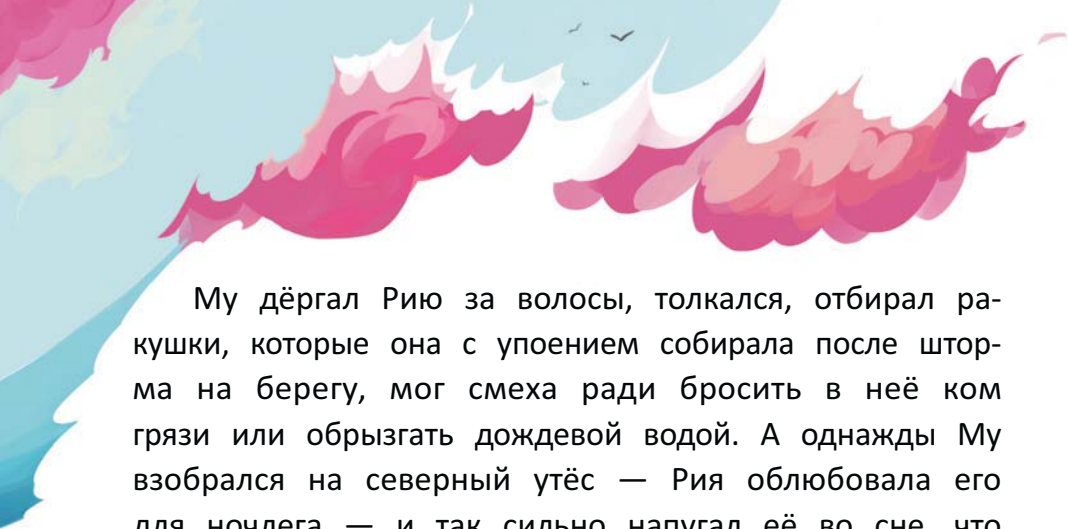 Му дёргал Рию за волосы, толкался, отбирал ра-
кушки, которые она с упоением собирала после штор-
ма на берегу, мог смеха ради бросить в неё ком
грязи или обрызгать дождевой водой. А однажды Му
взобрался на северный утёс — Рия облюбовала его
для ночлега — и так сильно напугал её во сне, что